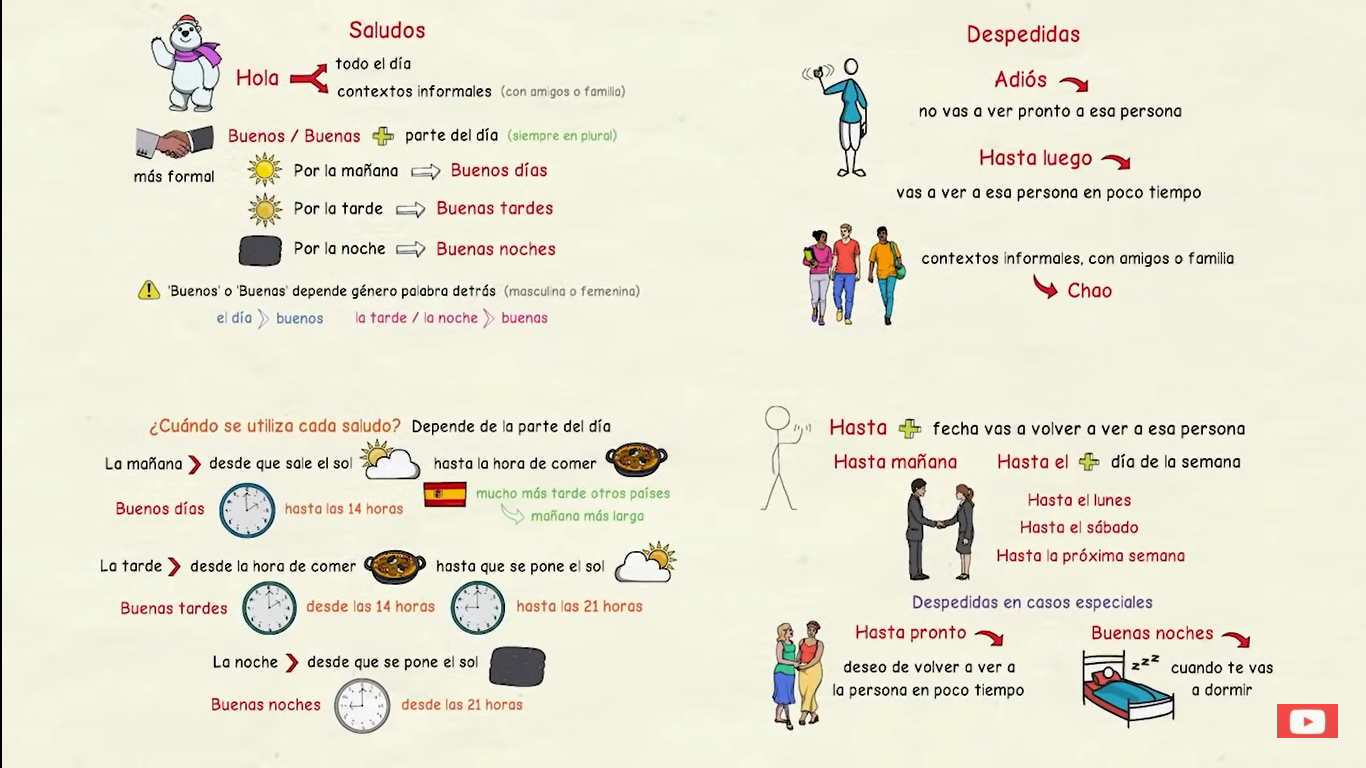 Saludos
Hola
todo el día
contextos informales (con amigos o familia)
Buenos / Buenas + parte del día (siempre en plural)
más formal
Por la mañana ⇒ Buenos días
Por la tarde ⇒ Buenas tardes
Por la noche ⇒ Buenas noches
'Buenos' o 'Buenas' depende género palabra detrás (masculina o femenina)
el día > buenos la tarde / la noche > buenas
Despedidas
Adiós
no vas a ver pronto a esa persona
Hasta luego
vas a ver a esa persona en poco tiempo
contextos informales, con amigos o familia
Chao
¿Cuándo se utiliza cada saludo? Depende de la parte del día
La mañana > desde que sale el sol hasta la hora de comer
Buenos días hasta las 14 horas
mucho más tarde otros países
mañana más larga
La tarde > desde la hora de comer hasta que se pone el sol
Buenas tardes desde las 14 horas hasta las 21 horas
La noche > desde que se pone el sol
Buenas noches desde las 21 horas
Hasta + fecha vas a volver a ver a esa persona
Hasta mañana Hasta el + día de la semana
Hasta el lunes
Hasta el sábado
Hasta la próxima semana
Despedidas en casos especiales
Hasta pronto
deseo de volver a ver a
la persona en poco tiempo
Buenas noches
zzz
cuando te vas
a dormir